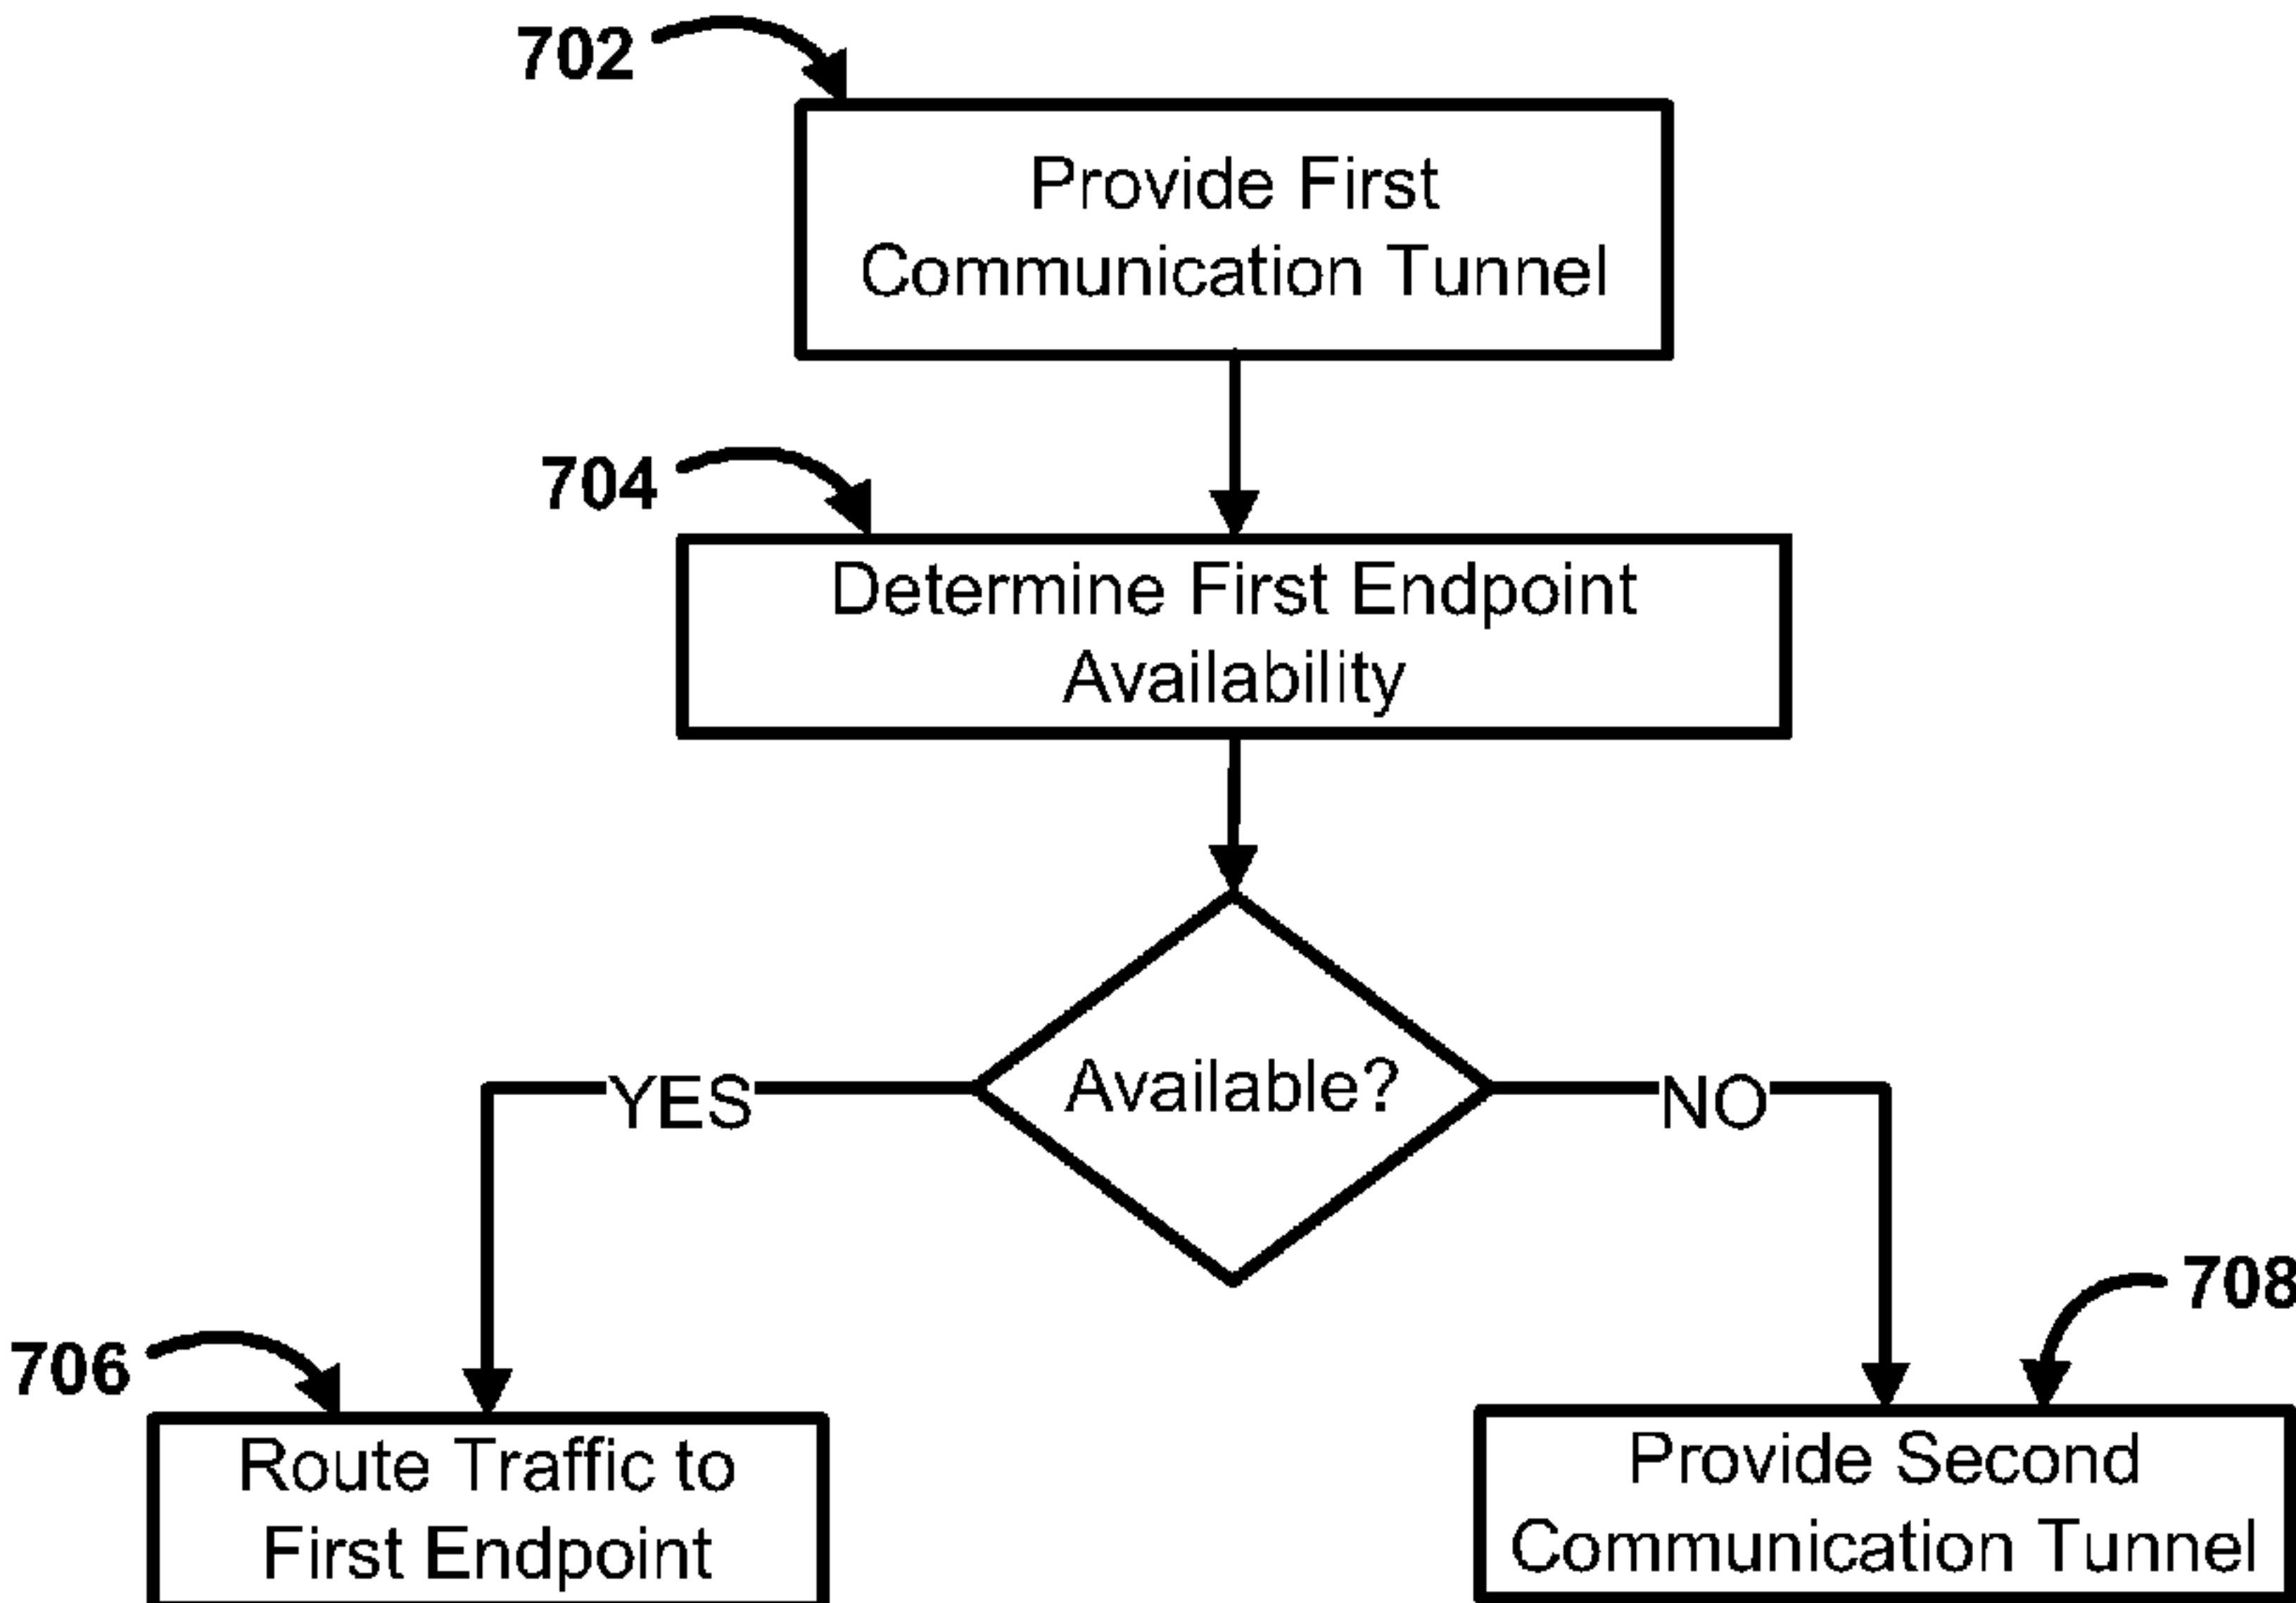 702
Provide First
Communication Tunnel
704
Determine First Endpoint
Availability
Available?
YES
NO
708
706
Route Traffic to
First Endpoint
Provide Second
Communication Tunnel